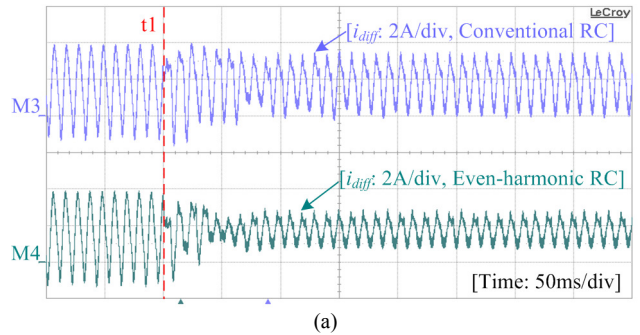 LeCroy
t1
[i_diff: 2A/div, Conventional RC]
M3
[i_diff: 2A/div, Even-harmonic RC]
M4
[Time: 50ms/div]
(a)